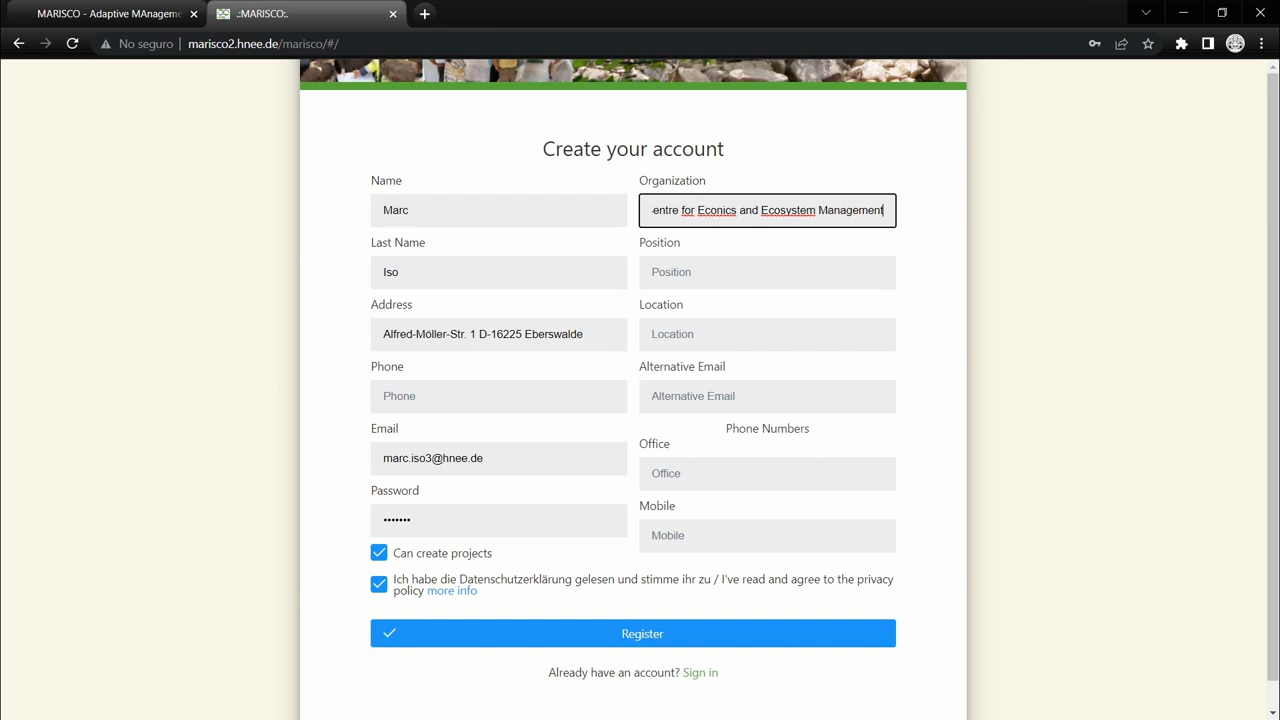 MARISCO - Adaptive MAnageme
.:MARISCO:.
No seguro
marisco2.hnee.de/marisco/#/
Create your account
Name
Marc
Last Name
Iso
Address
Alfred-Möller-Str. 1 D-16225 Eberswalde
Phone
Phone
Email
marc.iso3@hnee.de
Password
•••••••
Can create projects
Organization
entre for Econics and Ecosystem Management
Position
Position
Location
Location
Alternative Email
Alternative Email
Phone Numbers
Office
Office
Mobile
Mobile
Ich habe die Datenschutzerklärung gelesen und stimme ihr zu / I've read and agree to the privacy
policy more info
Register
Already have an account? Sign in